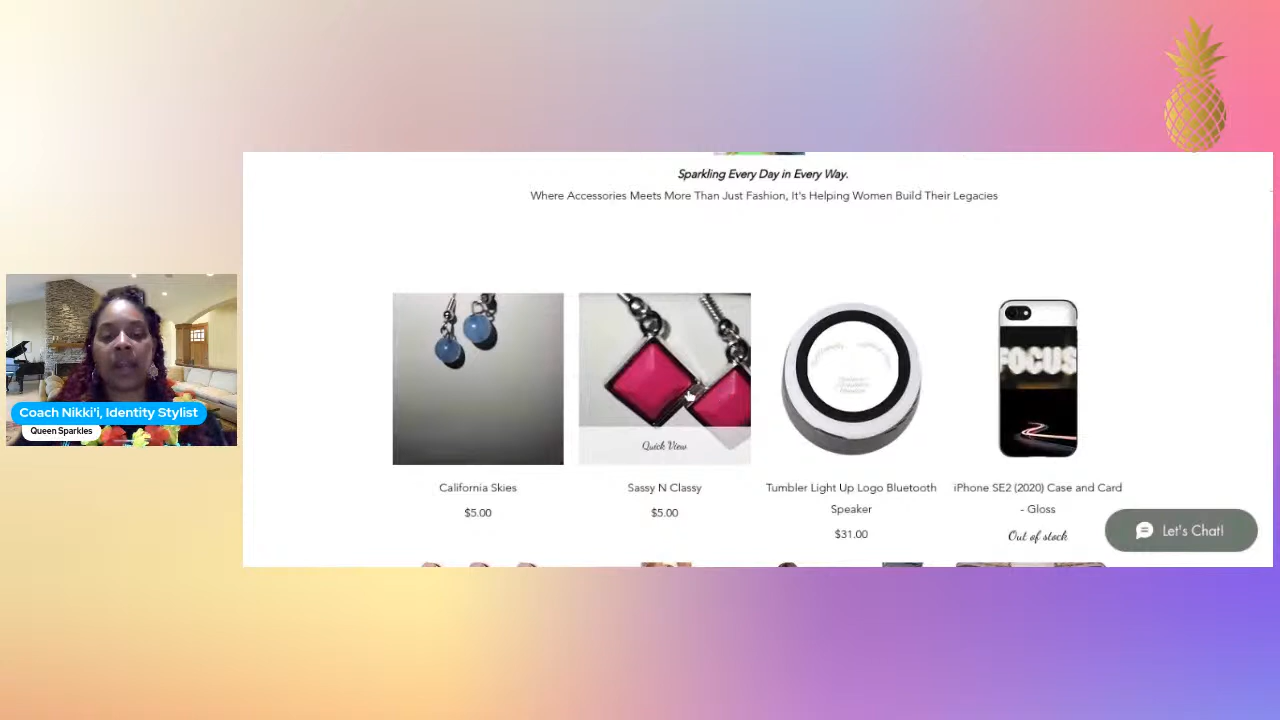 Sparkling Every Day in Every Way.
Where Accessories Meets More Than Just Fashion, It's Helping Women Build Their Legacies
Coach Nikki'i, Identity Stylist
Queen Sparkles
FOCUS
Quick View
California Skies
$5.00
Sassy N Classy
$5.00
Tumbler Light Up Logo Bluetooth
Speaker
$31.00
iPhone SE2 (2020) Case and Card
- Gloss
Out of stock
Let's Chat!